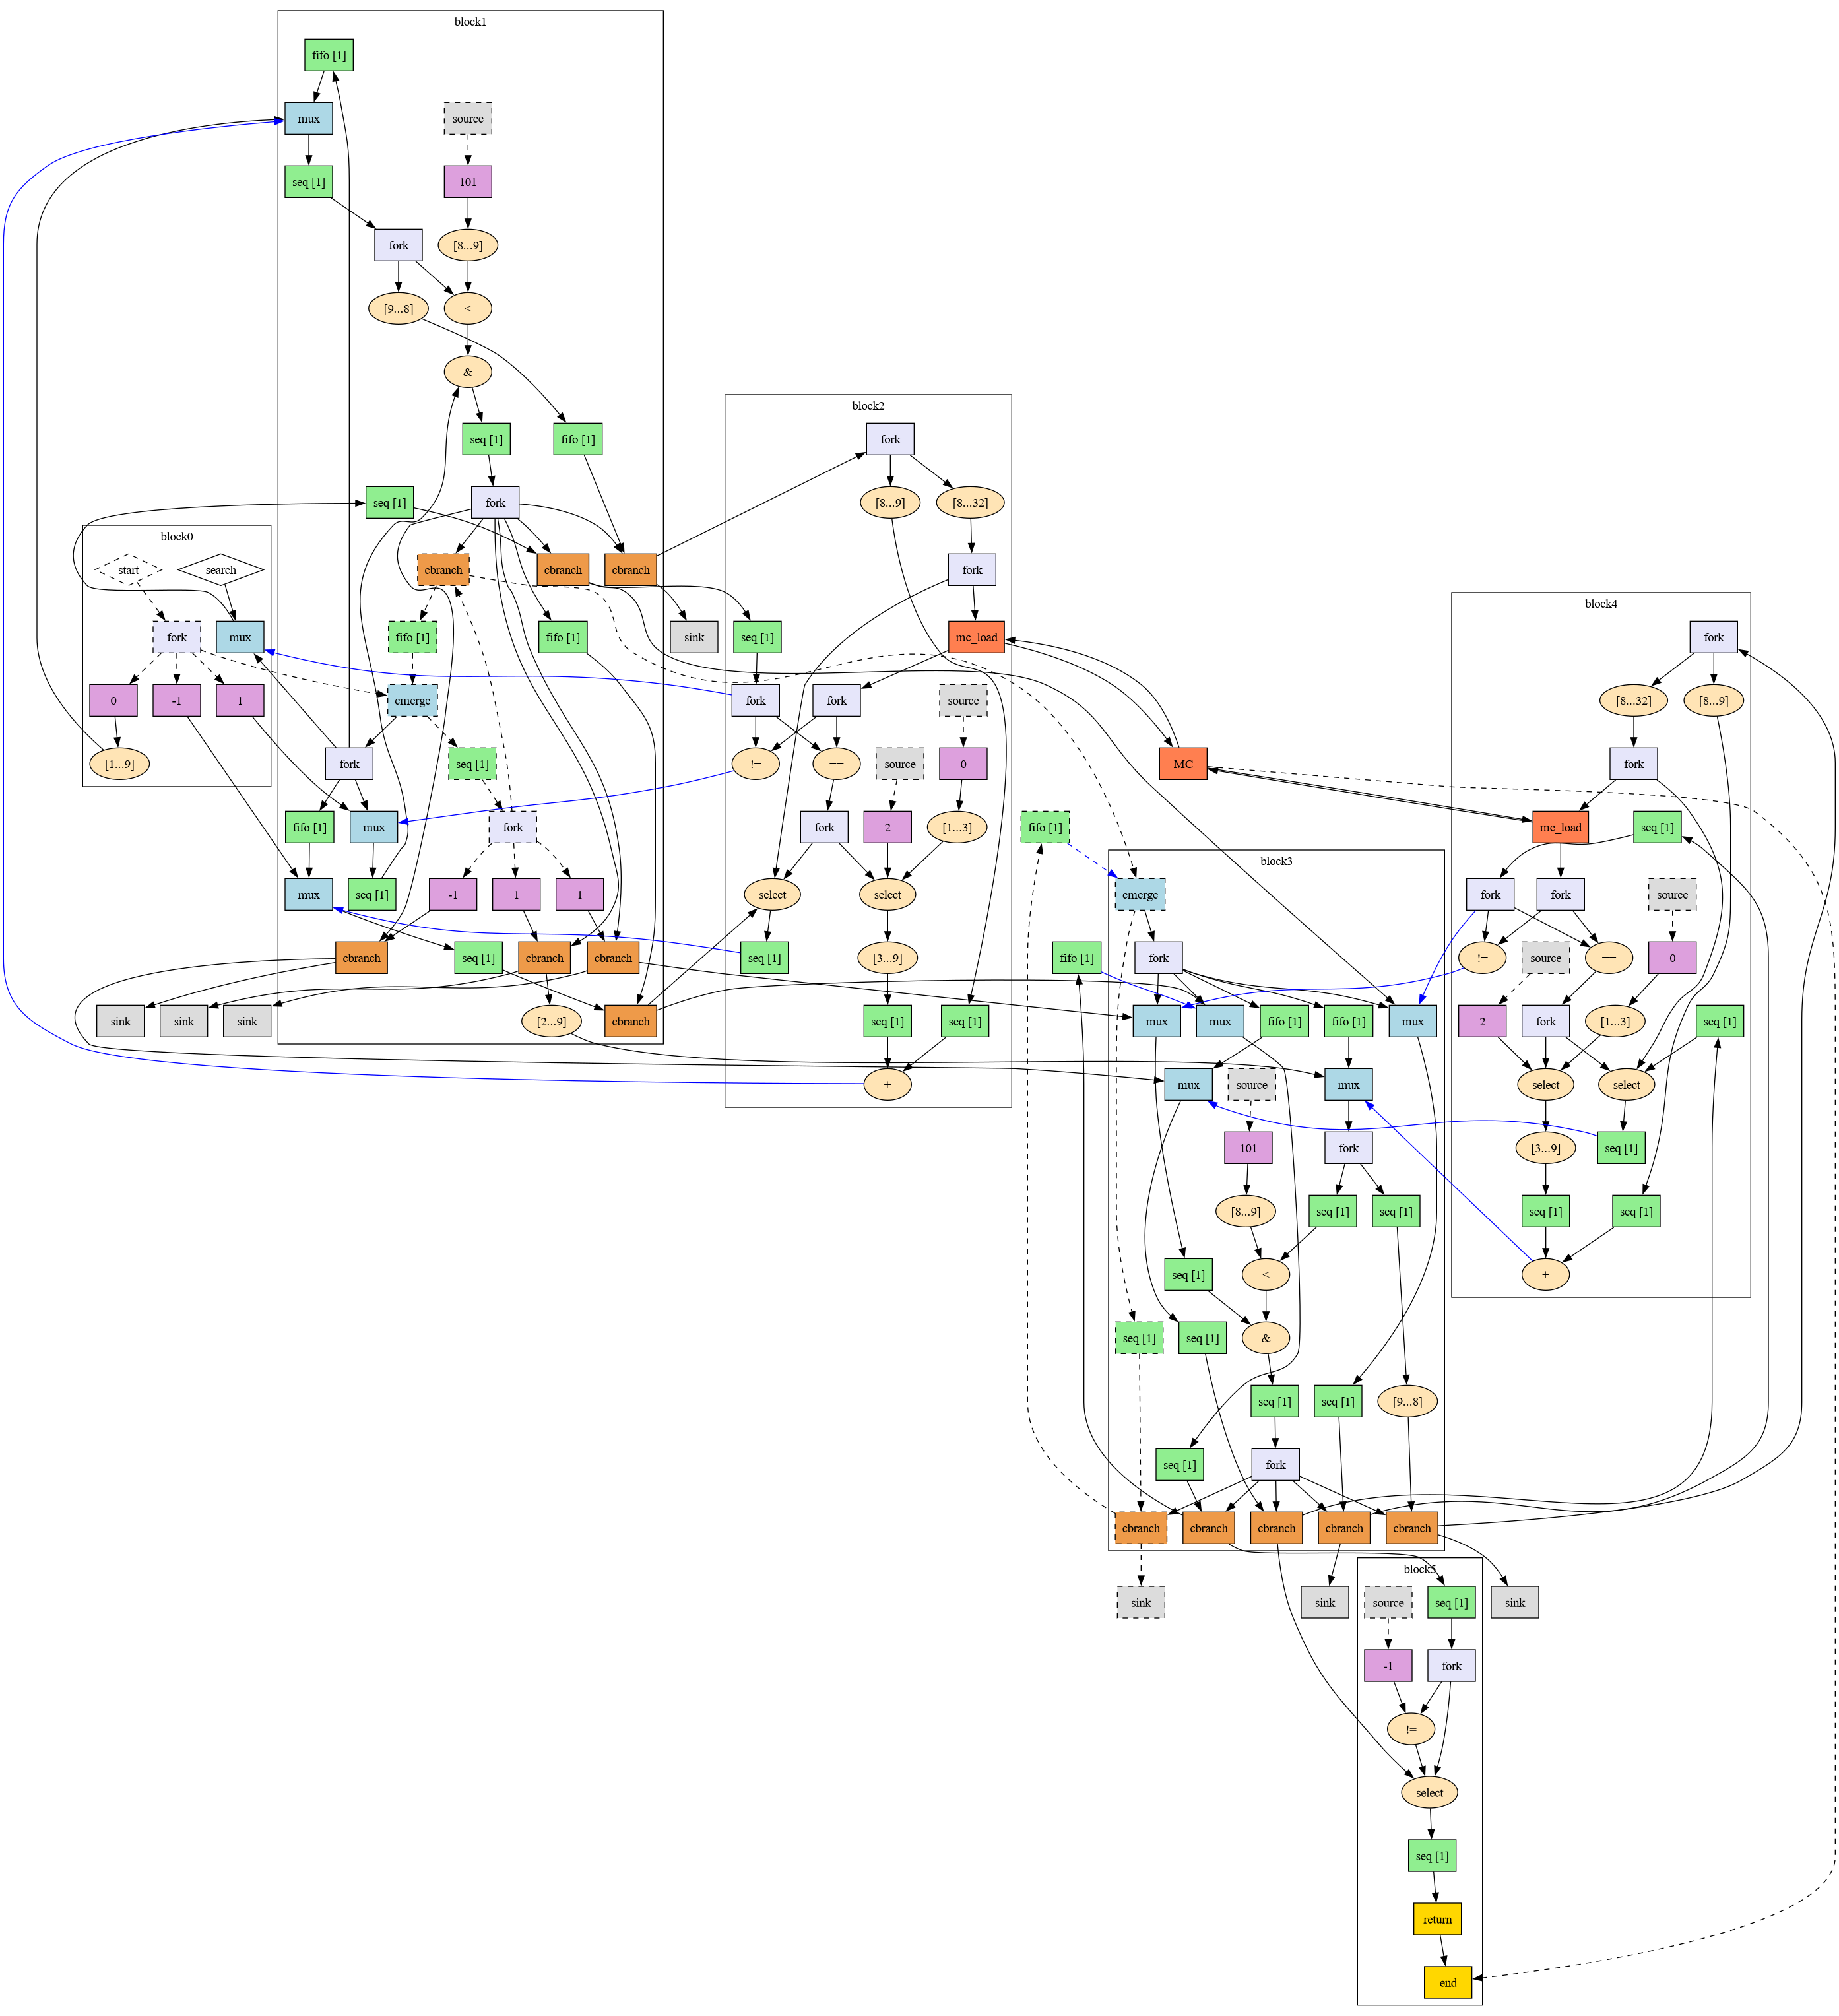 block1
fifo [1]
mux
source
seq [1]
101
fork
[8...9]
[9...8]
<
&
seq [1]
fifo [1]
seq [1]
fork
cbranch
cbranch
cbranch
fifo [1]
fifo [1]
cmerge
fork
seq [1]
fifo [1]
mux
fork
mux
seq [1]
-1
1
1
cbranch
seq [1]
cbranch
cbranch
[2...9]
cbranch
block0
start
search
fork
mux
0
-1
1
[1...9]
sink
sink
sink
sink
block2
fork
[8...9]
[8...32]
fork
seq [1]
mc_load
fork
fork
source
!=
==
source
0
fork
2
[1...3]
select
select
seq [1]
[3...9]
seq [1]
seq [1]
+
MC
fifo [1]
fifo [1]
block3
cmerge
fork
mux
mux
fifo [1]
fifo [1]
mux
mux
source
mux
101
fork
[8...9]
seq [1]
seq [1]
seq [1]
<
seq [1]
seq [1]
&
seq [1]
seq [1]
[9...8]
seq [1]
fork
cbranch
cbranch
cbranch
cbranch
cbranch
block4
fork
[8...32]
[8...9]
fork
mc_load
seq [1]
fork
fork
source
!=
source
==
0
2
fork
[1...3]
seq [1]
select
select
[3...9]
seq [1]
seq [1]
seq [1]
+
sink
sink
sink
block5
source
seq [1]
-1
fork
!=
select
seq [1]
return
end